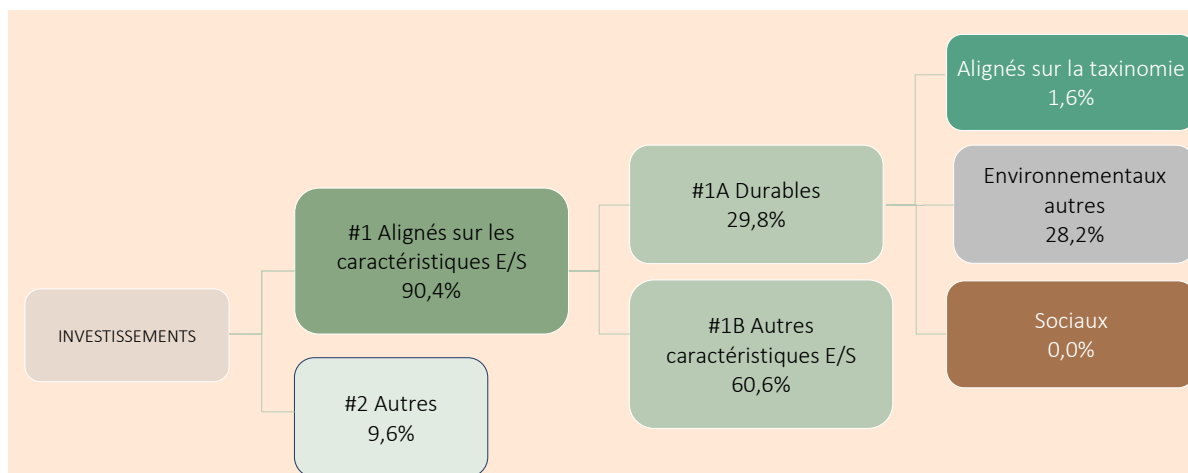 INVESTISSEMENTS
#1 Alignés sur les
caractéristiques E/S
90,4%
#2 Autres
9,6%
#1A Durables
29,8%
#1B Autres
caractéristiques E/S
60,6%
Alignés sur la taxinomie
1,6%
Environnementaux
autres
28,2%
Sociaux
0,0%